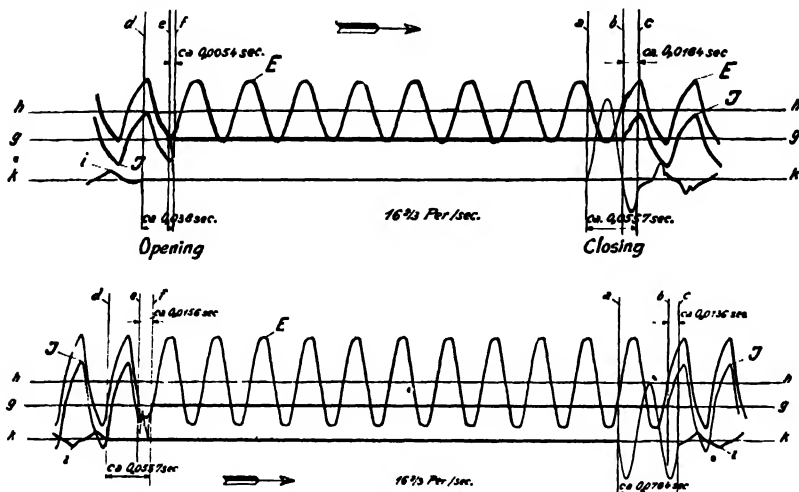 d e f a b c
ca 0,0054 sec.
ca. 0,0164 sec.
E E
h h
J
g g
i J
k k
ca 0,038 sec.
16⅔ Per/sec.
ca. 0,0557 sec.
Opening Closing
d e f a b c
ca 0,0156 sec
E
ca 0,0136 sec.
J J
h h
g g
k k
i
ca 0,0557 sec
16⅔ Per/sec.
ca 0,0784 sec